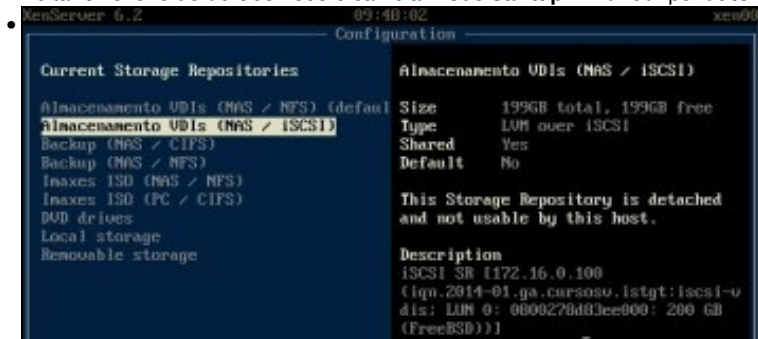 XenServer 6.2 09:48:02
Configuration
Current Storage Repositories
Almacenamento VDIs (NAS / NFS) (defaul
Almacenamento VDIs (NAS / iSCSI)
Backup (NAS / CIFS)
Backup (NAS / NFS)
Imaxes ISO (NAS / NFS)
Imaxes ISO (PC / CIFS)
DVD drives
Local storage
Removable storage
Almacenamento VDIs (NAS / iSCSI)
Size 199GB total, 199GB free
Type LVM over iSCSI
Shared Yes
Default No
This Storage Repository is detached
and not usable by this host.
Description
iSCSI SR [172.16.0.100
(iqn.2014-01.ga.cursosv.istgt:iscsi-v
dis; LUN 0: 0800278d83ee000: 200 GB
(FreeBSD))]